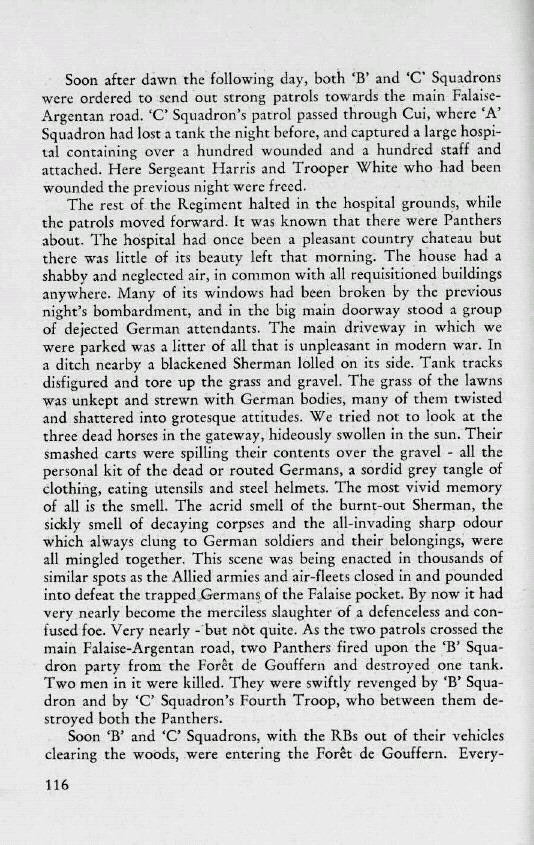 Soon after dawn the following day, both ‘B’ and ‘C’ Squadrons
were ordered to send out strong patrols towards the main Falaise-
Argentan road. ‘C’ Squadron’s patrol passed through Cui, where ‘A’
Squadron had lost a tank the night before, and captured a large hospi-
tal containing over a hundred wounded and a hundred staff and
attached. Here Sergeant Harris and Trooper White who had been
wounded the previous night were freed.
The rest of the Regiment halted in the hospital grounds, while
the patrols moved forward. It was known that there were Panthers
about. The hospital had once been a pleasant country chateau but
there was little of its beauty left that morning. The house had a
shabby and neglected air, in common with all requisitioned buildings
anywhere. Many of its windows had been broken by the previous
night’s bombardment, and in the big main doorway stood a group
of dejected German attendants. The main driveway in which we
were parked was a litter of all that is unpleasant in modern war. In
a ditch nearby a blackened Sherman lolled on its side. Tank tracks
disfigured and tore up the grass and gravel. The grass of the lawns
was unkept and strewn with German bodies, many of them twisted
and shattered into grotesque attitudes. We tried not to look at the
three dead horses in the gateway, hideously swollen in the sun. Their
smashed carts were spilling their contents over the gravel - all the
personal kit of the dead or routed Germans, a sordid grey tangle of
clothing, eating utensils and steel helmets. The most vivid memory
of all is the smell. The acrid smell of the burnt-out Sherman, the
sickly smell of decaying corpses and the all-invading sharp odour
which always clung to German soldiers and their belongings, were
all mingled together. This scene was being enacted in thousands of
similar spots as the Allied armies and air-fleets closed in and pounded
into defeat the trapped Germans of the Falaise pocket. By now it had
very nearly become the merciless slaughter of a defenceless and con-
fused foe. Very nearly - but not quite. As the two patrols crossed the
main Falaise-Argentan road, two Panthers fired upon the ‘B’ Squa-
dron party from the Forêt de Gouffern and destroyed one tank.
Two men in it were killed. They were swiftly revenged by ‘B’ Squa-
dron and by ‘C’ Squadron’s Fourth Troop, who between them de-
stroyed both the Panthers.
Soon ‘B’ and ‘C’ Squadrons, with the RBs out of their vehicles
clearing the woods, were entering the Forêt de Gouffern. Every-
116